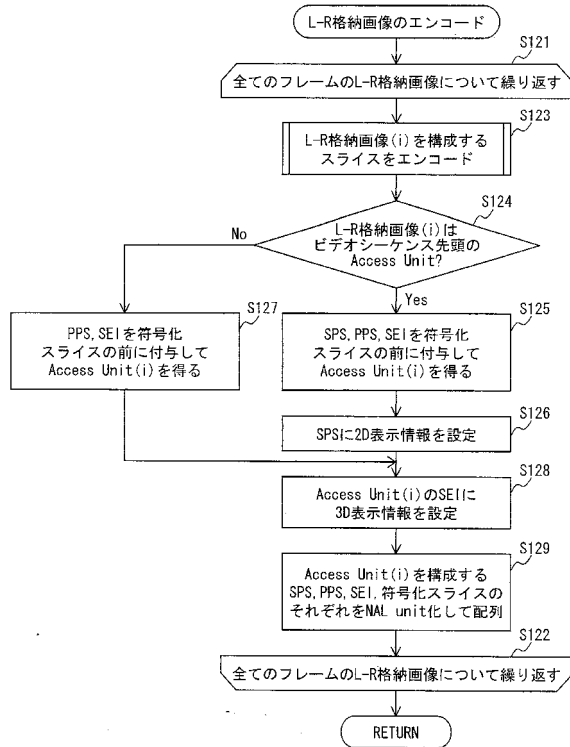 L-R格納画像のエンコード
S121
全てのフレームのL-R格納画像について繰り返す
S123
L-R格納画像(i)を構成する
スライスをエンコード
S124
L-R格納画像(i)は
ビデオシーケンス先頭の
Access Unit?
No
Yes
S127
PPS,SEIを符号化
スライスの前に付与して
Access Unit(i)を得る
S125
SPS,PPS,SEIを符号化
スライスの前に付与して
Access Unit(i)を得る
S126
SPSに2D表示情報を設定
S128
Access Unit(i)のSEIに
3D表示情報を設定
S129
Access Unit(i)を構成する
SPS,PPS,SEI,符号化スライスの
それぞれをNAL unit化して配列
S122
全てのフレームのL-R格納画像について繰り返す
RETURN